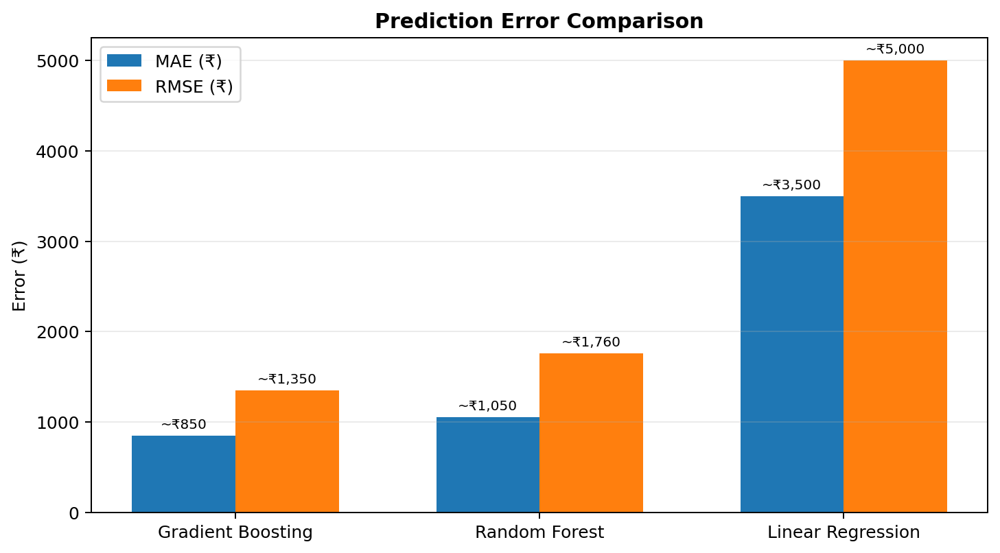 Prediction Error Comparison
MAE (₹)
RMSE (₹)
Error (₹)
5000
4000
3000
2000
1000
0
~₹850
~₹1,350
~₹1,050
~₹1,760
~₹3,500
~₹5,000
Gradient Boosting
Random Forest
Linear Regression